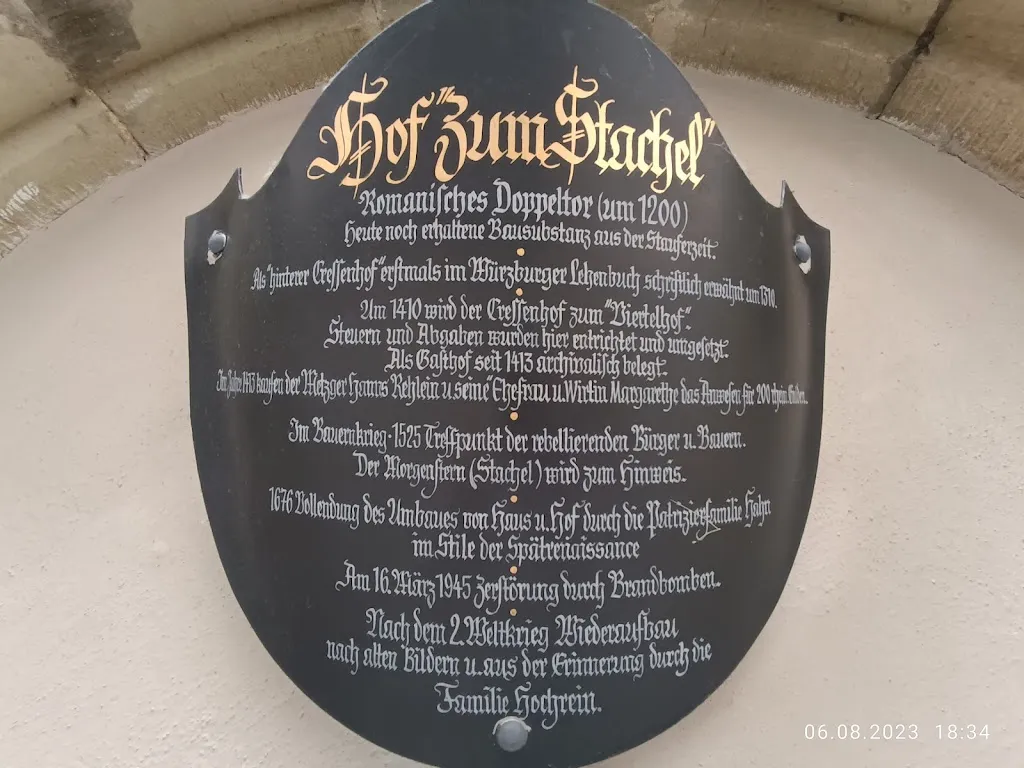 Hof "Zum Stachel"
Romanisches Doppeltor (um 1200)
Heute noch erhaltene Bausubstanz aus der Stauferzeit.
Als "hinterer Cressenhof" erstmals im Würzburger Lehenbuch schriftlich erwähnt um 1310.
Um 1410 wird der Cressenhof zum "Viertelhof".
Steuern und Abgaben wurden hier entrichtet und umgesetzt.
Als Gasthof seit 1413 archivalisch belegt.
Im Jahre 1413 kaufen der Metzger Hanns Rehlein u. seine Ehefrau u. Wirtin Margarethe das Anwesen für 200 rhein. Gulden.
Im Bauernkrieg-1525 Treffpunkt der rebellierenden Bürger u. Bauern.
Der Morgenstern (Stachel) wird zum Hinweis.
1676 Vollendung des Umbaues von Haus u. Hof durch die Patrizierfamilie Hohn
im Stile der Spätrenaissance
Am 16. März 1945 Zerstörung durch Brandbomben.
Nach dem 2. Weltkrieg Wiederaufbau
nach alten Bildern u. aus der Erinnerung durch die
Familie Hochrein.
06.08.2023 18:34